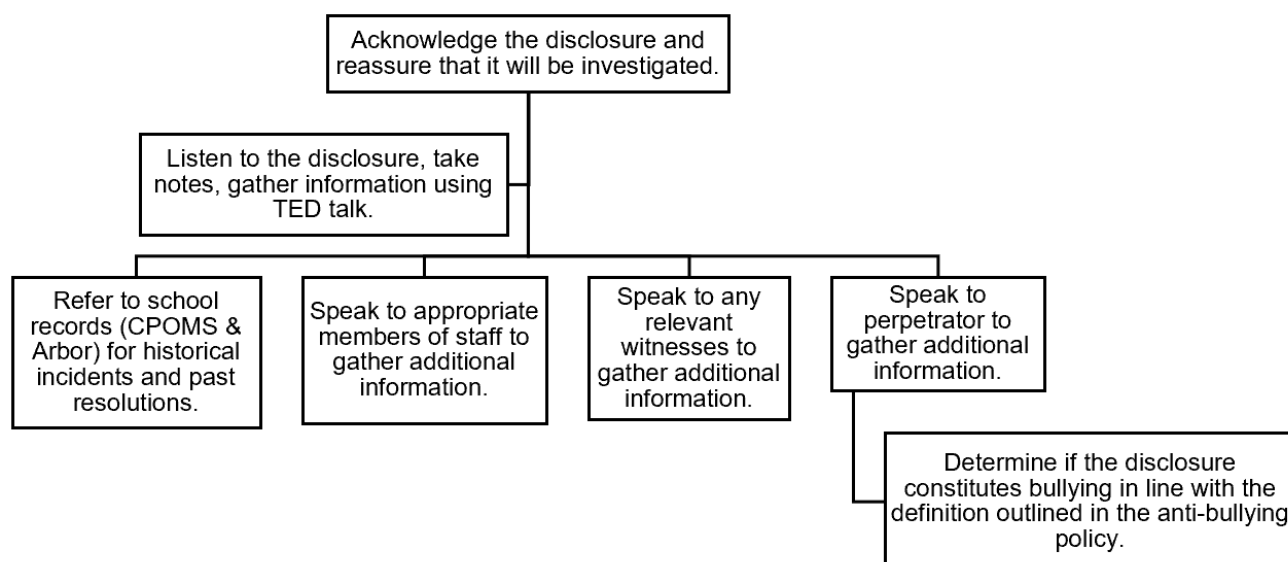 Acknowledge the disclosure and
reassure that it will be investigated.
Listen to the disclosure, take
notes, gather information using
TED talk.
Refer to school
records (CPOMS &
Arbor) for historical
incidents and past
resolutions.
Speak to appropriate
members of staff to
gather additional
information.
Speak to any
relevant
witnesses to
gather additional
information.
Speak to
perpetrator to
gather additional
information.
Determine if the disclosure
constitutes bullying in line with the
definition outlined in the anti-bullying
policy.